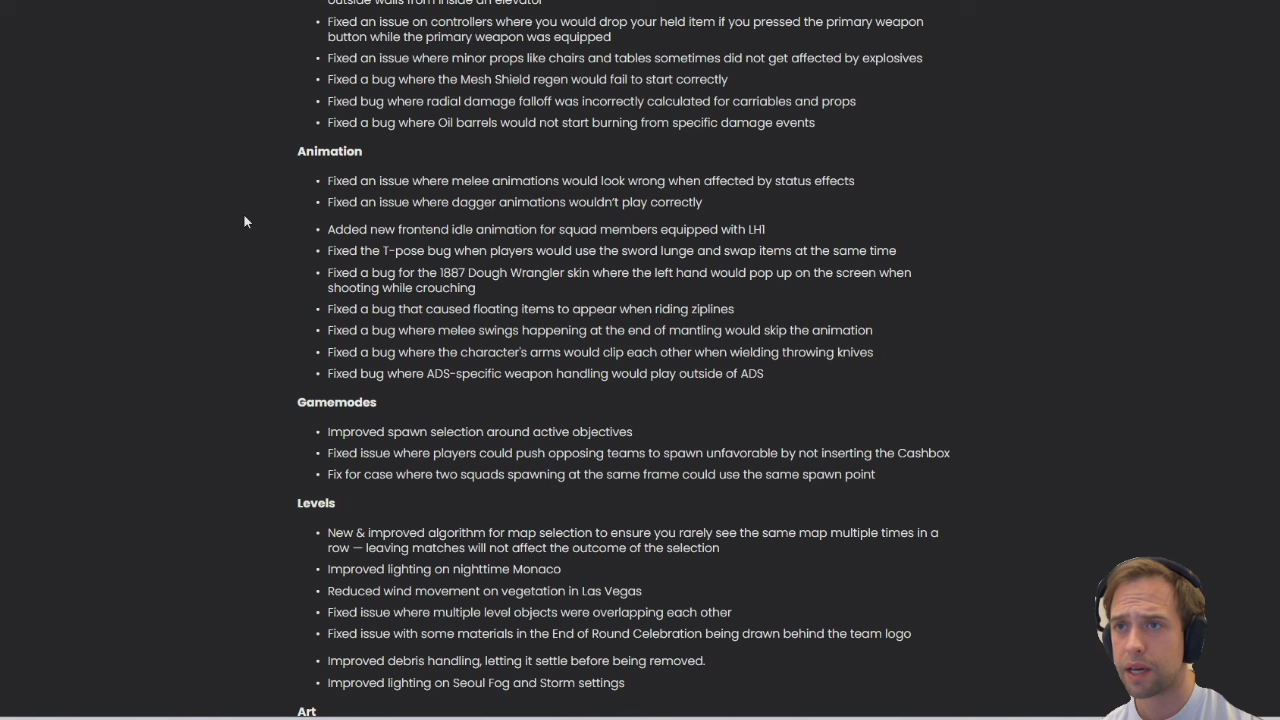 outside walls from inside an elevator
• Fixed an issue on controllers where you would drop your held item if you pressed the primary weapon
button while the primary weapon was equipped
• Fixed an issue where minor props like chairs and tables sometimes did not get affected by explosives
• Fixed a bug where the Mesh Shield regen would fail to start correctly
• Fixed bug where radial damage falloff was incorrectly calculated for carriables and props
• Fixed a bug where Oil barrels would not start burning from specific damage events
Animation
• Fixed an issue where melee animations would look wrong when affected by status effects
• Fixed an issue where dagger animations wouldn't play correctly
• Added new frontend idle animation for squad members equipped with LH1
• Fixed the T-pose bug when players would use the sword lunge and swap items at the same time
• Fixed a bug for the 1887 Dough Wrangler skin where the left hand would pop up on the screen when
shooting while crouching
• Fixed a bug that caused floating items to appear when riding ziplines
• Fixed a bug where melee swings happening at the end of mantling would skip the animation
• Fixed a bug where the character's arms would clip each other when wielding throwing knives
• Fixed bug where ADS-specific weapon handling would play outside of ADS
Gamemodes
• Improved spawn selection around active objectives
• Fixed issue where players could push opposing teams to spawn unfavorable by not inserting the Cashbox
• Fix for case where two squads spawning at the same frame could use the same spawn point
Levels
• New & improved algorithm for map selection to ensure you rarely see the same map multiple times in a
row — leaving matches will not affect the outcome of the selection
• Improved lighting on nighttime Monaco
• Reduced wind movement on vegetation in Las Vegas
• Fixed issue where multiple level objects were overlapping each other
• Fixed issue with some materials in the End of Round Celebration being drawn behind the team logo
• Improved debris handling, letting it settle before being removed.
• Improved lighting on Seoul Fog and Storm settings
Art